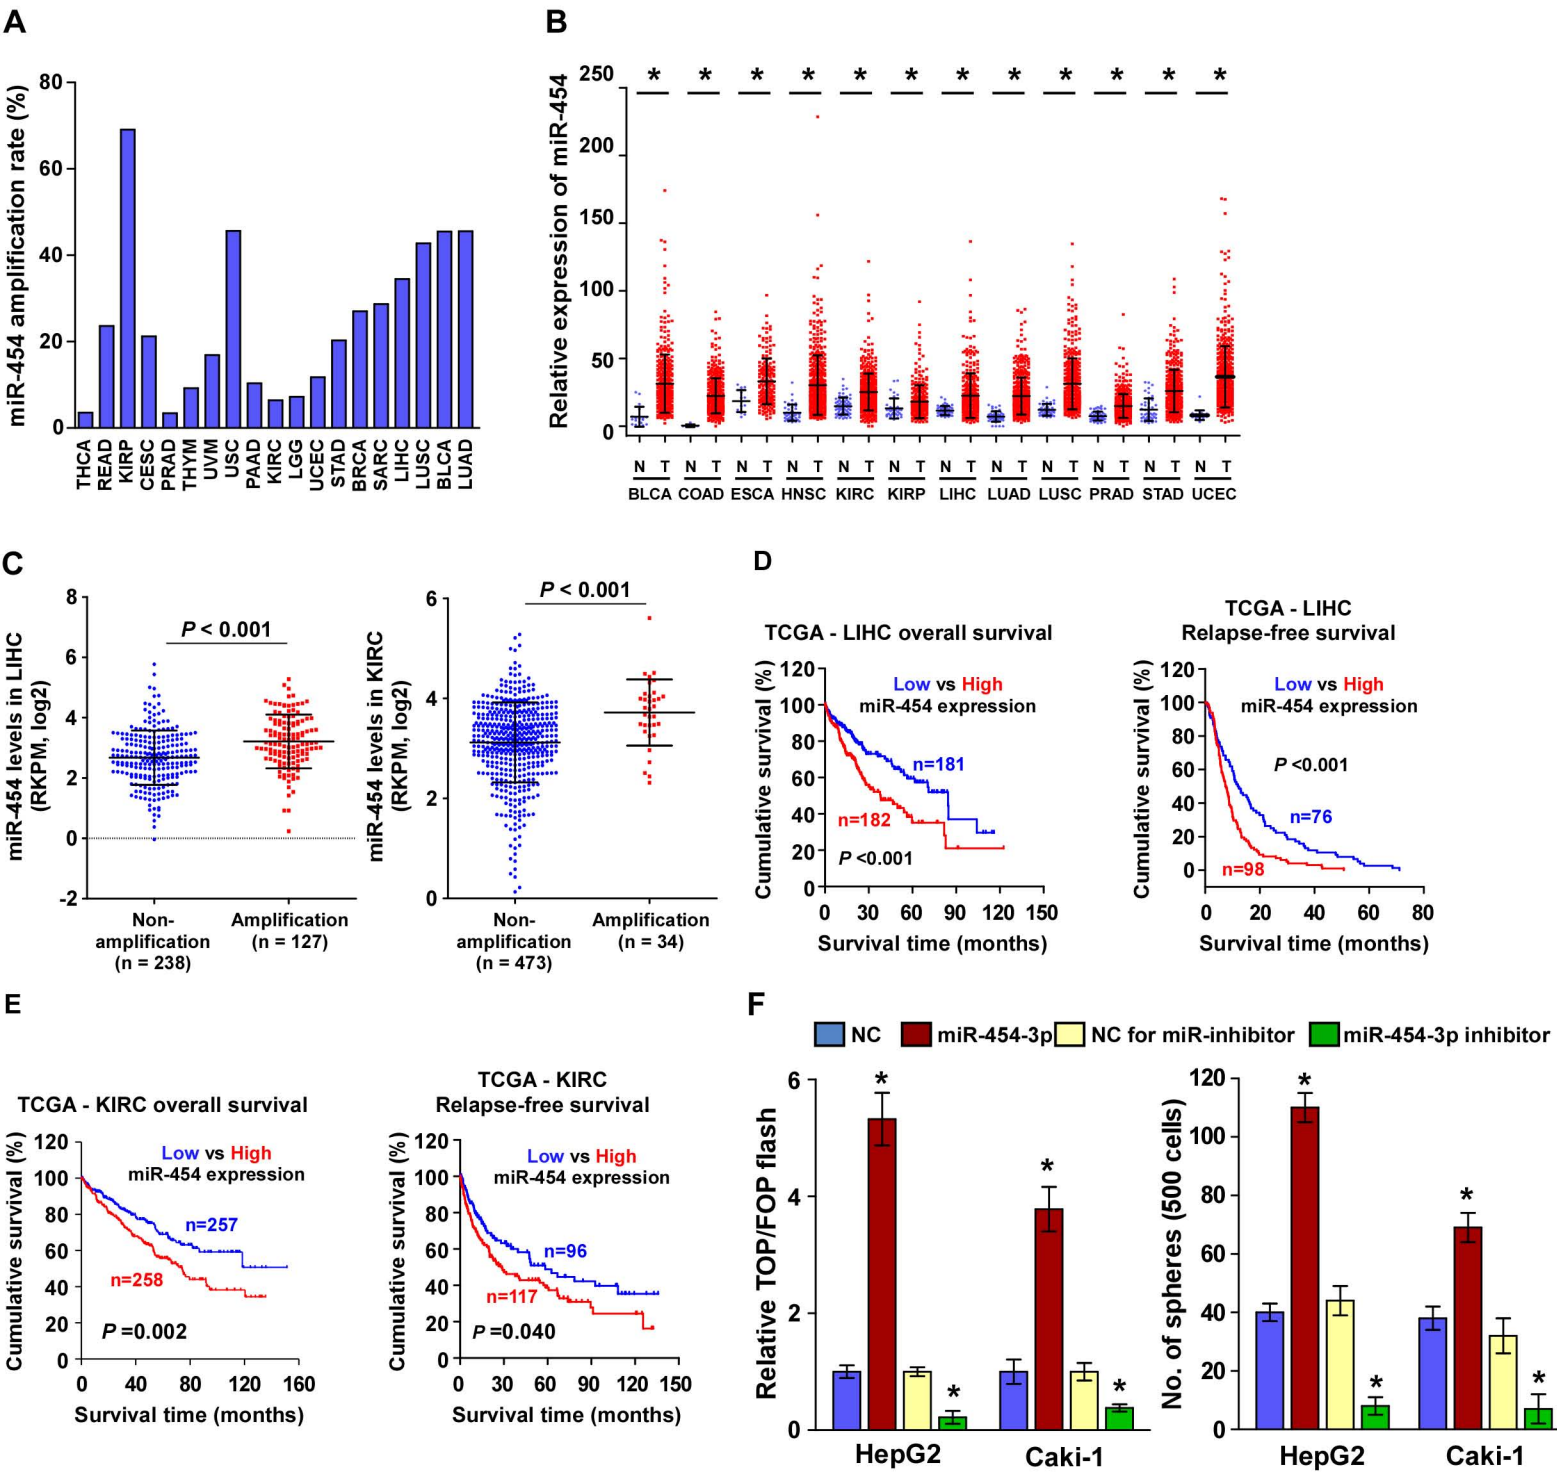 A
miR-454 amplification rate (%)
80
60
40
20
0
THCA
READ
KIRP
CESC
PRAD
THYM
UVM
USC
PAAD
KIRC
LGG
UCEC
STAD
BRCA
SARC
LIHC
LUSC
BLCA
LUAD
B
Relative expression of miR-454
250
200
150
100
50
0
* * * * * * * * * * * *
N T N T N T N T N T N T N T N T N T N T N T N T
BLCA COAD ESCA HNSC KIRC KIRP LIHC LUAD LUSC PRAD STAD UCEC
C
miR-454 levels in LIHC
(RKPM, log2)
8
6
4
2
0
-2
P < 0.001
Non-
amplification
(n = 238)
Amplification
(n = 127)
miR-454 levels in KIRC
(RKPM, log2)
6
4
2
0
P < 0.001
Non-
amplification
(n = 473)
Amplification
(n = 34)
D
TCGA - LIHC overall survival
Cumulative survival (%)
120
100
80
60
40
20
0
Low vs High
miR-454 expression
n=181
n=182
P <0.001
0 30 60 90 120 150
Survival time (months)
TCGA - LIHC
Relapse-free survival
Cumulative survival (%)
120
100
80
60
40
20
0
Low vs High
miR-454 expression
P <0.001
n=76
n=98
0 20 40 60 80
Survival time (months)
E
TCGA - KIRC overall survival
Cumulative survival (%)
120
100
80
60
40
20
0
Low vs High
miR-454 expression
n=257
n=258
P =0.002
0 40 80 120 160
Survival time (months)
TCGA - KIRC
Relapse-free survival
Cumulative survival (%)
120
100
80
60
40
20
0
Low vs High
miR-454 expression
n=96
n=117
P =0.040
0 30 60 90 120 150
Survival time (months)
F
NC miR-454-3p NC for miR-inhibitor miR-454-3p inhibitor
Relative TOP/FOP flash
6
4
2
0
* * * *
HepG2 Caki-1
No. of spheres (500 cells)
120
100
80
60
40
20
0
* * * *
HepG2 Caki-1